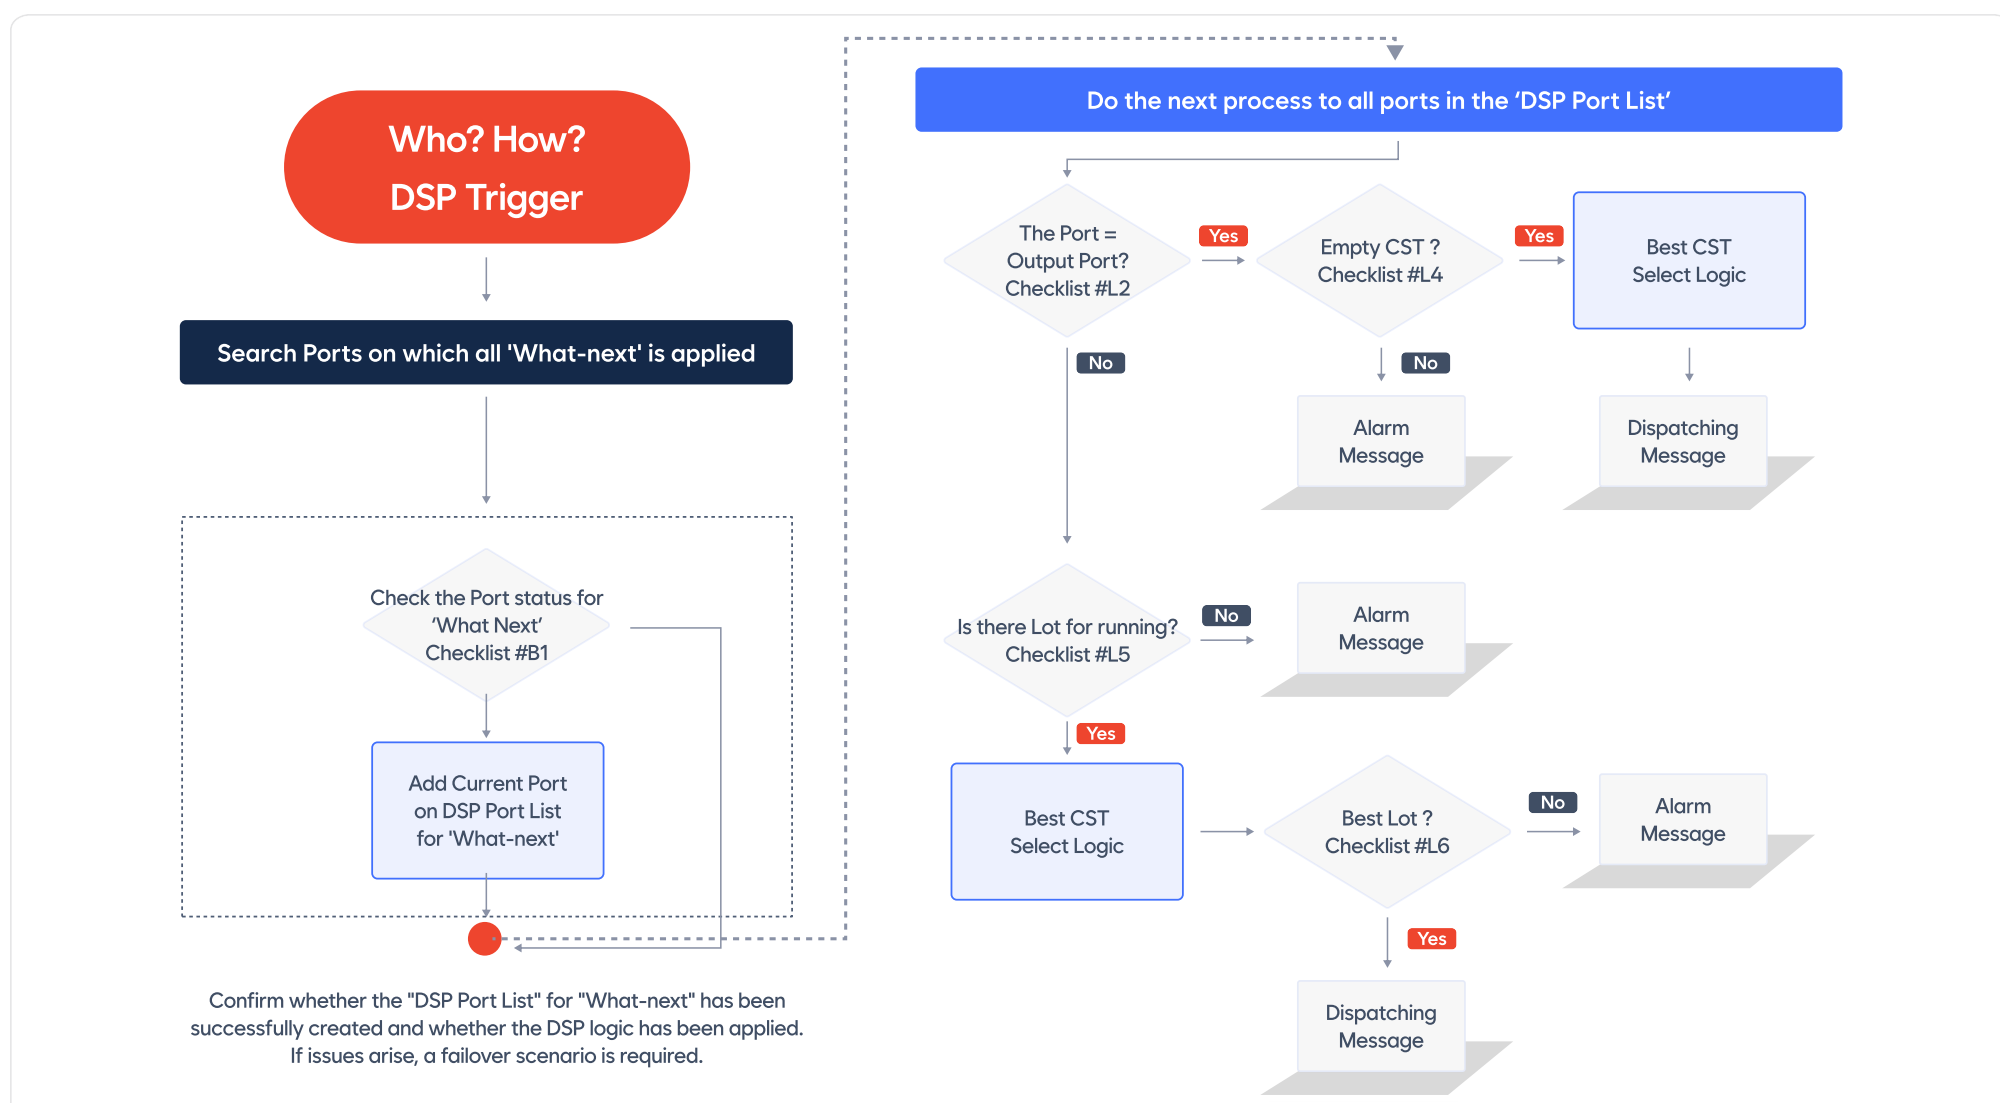 Who? How?
DSP Trigger
Search Ports on which all 'What-next' is applied
Check the Port status for
‘What Next’
Checklist #B1
Add Current Port
on DSP Port List
for 'What-next'
Confirm whether the "DSP Port List" for "What-next" has been
successfully created and whether the DSP logic has been applied.
If issues arise, a failover scenario is required.
Do the next process to all ports in the ‘DSP Port List’
The Port =
Output Port?
Checklist #L2
Yes
Empty CST ?
Checklist #L4
Yes
Best CST
Select Logic
No
No
Alarm
Message
Dispatching
Message
Is there Lot for running?
Checklist #L5
No
Alarm
Message
Yes
Best CST
Select Logic
Best Lot ?
Checklist #L6
No
Alarm
Message
Yes
Dispatching
Message